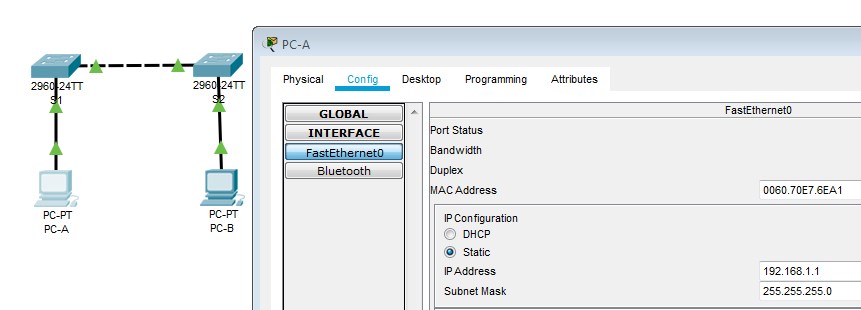 2960-24TT
S1
2960-24TT
S2
PC-PT
PC-A
PC-PT
PC-B
PC-A
Physical Config Desktop Programming Attributes
GLOBAL
INTERFACE
FastEthernet0
Bluetooth
FastEthernet0
Port Status
Bandwidth
Duplex
MAC Address 0060.70E7.6EA1
IP Configuration
DHCP
Static
IP Address 192.168.1.1
Subnet Mask 255.255.255.0